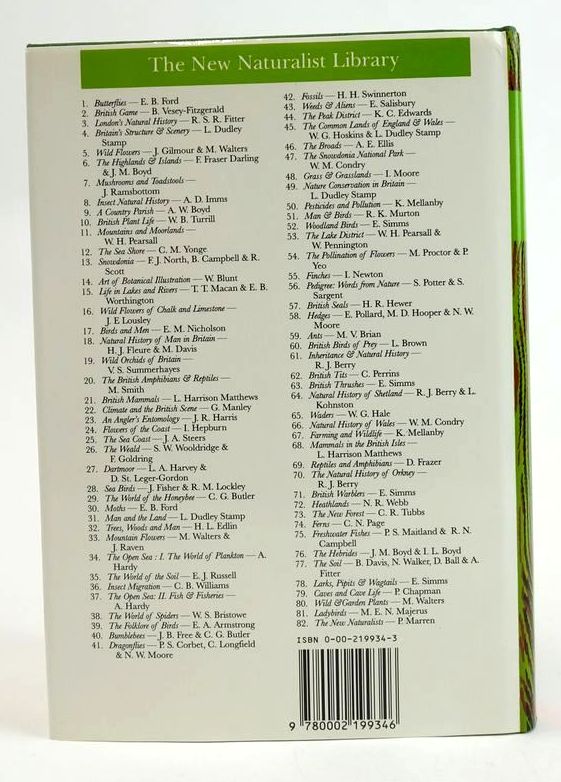 The New Naturalist Library
1. Butterflies — E. B. Ford
2. British Game — B. Vesey-Fitzgerald
3. London's Natural History — R. S. R. Fitter
4. Britain's Structure & Scenery — L. Dudley
Stamp
5. Wild Flowers — J. Gilmour & M. Walters
6. The Highlands & Islands — F. Fraser Darling
& J. M. Boyd
7. Mushrooms and Toadstools —
J. Ramsbottom
8. Insect Natural History — A. D. Imms
9. A Country Parish — A. W. Boyd
10. British Plant Life — W. B. Turrill
11. Mountains and Moorlands —
W. H. Pearsall
12. The Sea Shore — C. M. Yonge
13. Snowdonia — F. J. North, B. Campbell & R.
Scott
14. Art of Botanical Illustration — W. Blunt
15. Life in Lakes and Rivers — T. T. Macan & E. B.
Worthington
16. Wild Flowers of Chalk and Limestone —
J. E Lousley
17. Birds and Men — E. M. Nicholson
18. Natural History of Man in Britain —
H. J. Fleure & M. Davis
19. Wild Orchids of Britain —
V. S. Summerhayes
20. The British Amphibians & Reptiles —
M. Smith
21. British Mammals — L. Harrison Matthews
22. Climate and the British Scene — G. Manley
23. An Angler's Entomology — J. R. Harris
24. Flowers of the Coast — I. Hepburn
25. The Sea Coast — J. A. Steers
26. The Weald — S. W. Wooldridge &
F. Goldring
27. Dartmoor — L. A. Harvey &
D. St. Leger-Gordon
28. Sea Birds — J. Fisher & R. M. Lockley
29. The World of the Honeybee — C. G. Butler
30. Moths — E. B. Ford
31. Man and the Land — L. Dudley Stamp
32. Trees, Woods and Man — H. L. Edlin
33. Mountain Flowers — M. Walters &
J. Raven
34. The Open Sea : I. The World of Plankton — A.
Hardy
35. The World of the Soil — E. J. Russell
36. Insect Migration — C. B. Williams
37. The Open Sea: II. Fish & Fisheries —
A. Hardy
38. The World of Spiders — W. S. Bristowe
39. The Folklore of Birds — E. A. Armstrong
40. Bumblebees — J. B. Free & C. G. Butler
41. Dragonflies — P. S. Corbet, C. Longfield
& N. W. Moore
42. Fossils — H. H. Swinnerton
43. Weeds & Aliens — E. Salisbury
44. The Peak District — K. C. Edwards
45. The Common Lands of England & Wales —
W. G. Hoskins & L. Dudley Stamp
46. The Broads — A. E. Ellis
47. The Snowdonia National Park —
W. M. Condry
48. Grass & Grasslands — I. Moore
49. Nature Conservation in Britain —
L. Dudley Stamp
50. Pesticides and Pollution — K. Mellanby
51. Man & Birds — R. K. Murton
52. Woodland Birds — E. Simms
53. The Lake District — W. H. Pearsall &
W. Pennington
54. The Pollination of Flowers — M. Proctor & P.
Yeo
55. Finches — I. Newton
56. Pedigree: Words from Nature — S. Potter & S.
Sargent
57. British Seals — H. R. Hewer
58. Hedges — E. Pollard, M. D. Hooper & N. W.
Moore
59. Ants — M. V. Brian
60. British Birds of Prey — L. Brown
61. Inheritance & Natural History —
R. J. Berry
62. British Tits — C. Perrins
63. British Thrushes — E. Simms
64. Natural History of Shetland — R. J. Berry & L.
Kohnston
65. Waders — W. G. Hale
66. Natural History of Wales — W. M. Condry
67. Farming and Wildlife — K. Mellanby
68. Mammals in the British Isles —
L. Harrison Matthews
69. Reptiles and Amphibians — D. Frazer
70. The Natural History of Orkney —
R. J. Berry
71. British Warblers — E. Simms
72. Heathlands — N. R. Webb
73. The New Forest — C. R. Tubbs
74. Ferns — C. N. Page
75. Freshwater Fishes — P. S. Maitland & R. N.
Campbell
76. The Hebrides — J. M. Boyd & I. L. Boyd
77. The Soil — B. Davis, N. Walker, D. Ball & A.
Fitter
78. Larks, Pipits & Wagtails — E. Simms
79. Caves and Cave Life — P. Chapman
80. Wild &Garden Plants — M. Walters
81. Ladybirds — M. E. N. Majerus
82. The New Naturalists — P. Marren
ISBN 0-00-219934-3
9 780002 199346